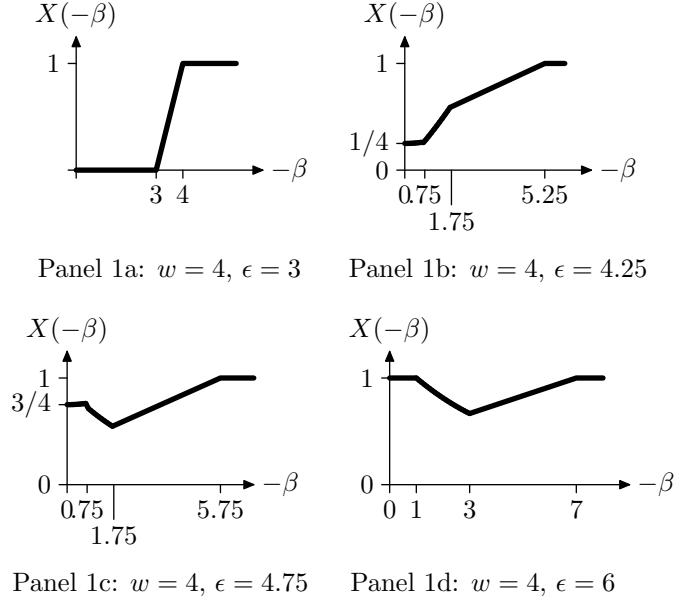 X(−β)
1
3 4
−β
Panel 1a: w = 4, ϵ = 3
X(−β)
1
1/4
0
0 .75 5.25
1.75
−β
Panel 1b: w = 4, ϵ = 4.25
X(−β)
1
3/4
0
0 .75 5.75
1.75
−β
Panel 1c: w = 4, ϵ = 4.75
X(−β)
1
0
0 1 3 7
−β
Panel 1d: w = 4, ϵ = 6